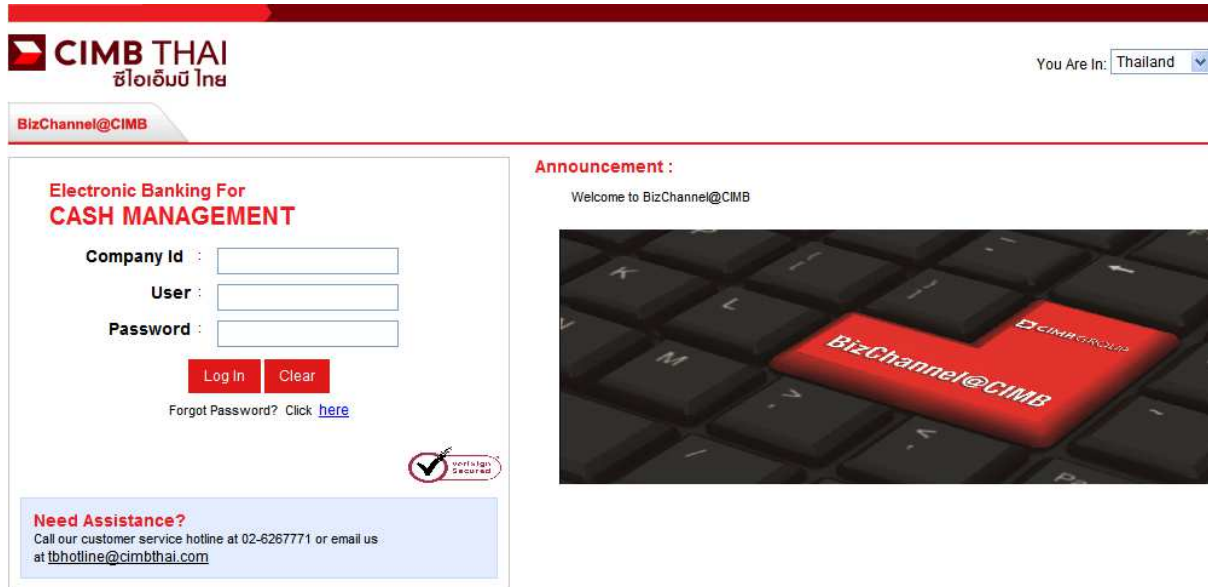 CIMB THAI
ซีไอเอ็มบี ไทย
You Are In: Thailand
BizChannel@CIMB
Electronic Banking For
CASH MANAGEMENT
Company Id :
User :
Password :
Log In Clear
Forgot Password? Click here
verisign
Secured
Need Assistance?
Call our customer service hotline at 02-6267771 or email us
at tbhotline@cimbthai.com
Announcement :
Welcome to BizChannel@CIMB
K
L
M
CIMB GROUP
BizChannel@CIMB